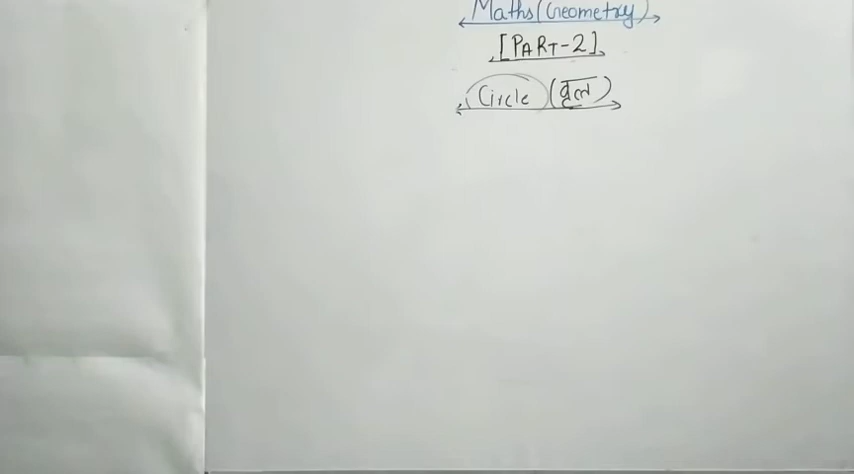 Maths (Geometry)
[PART-2]
Circle (वृत्त)